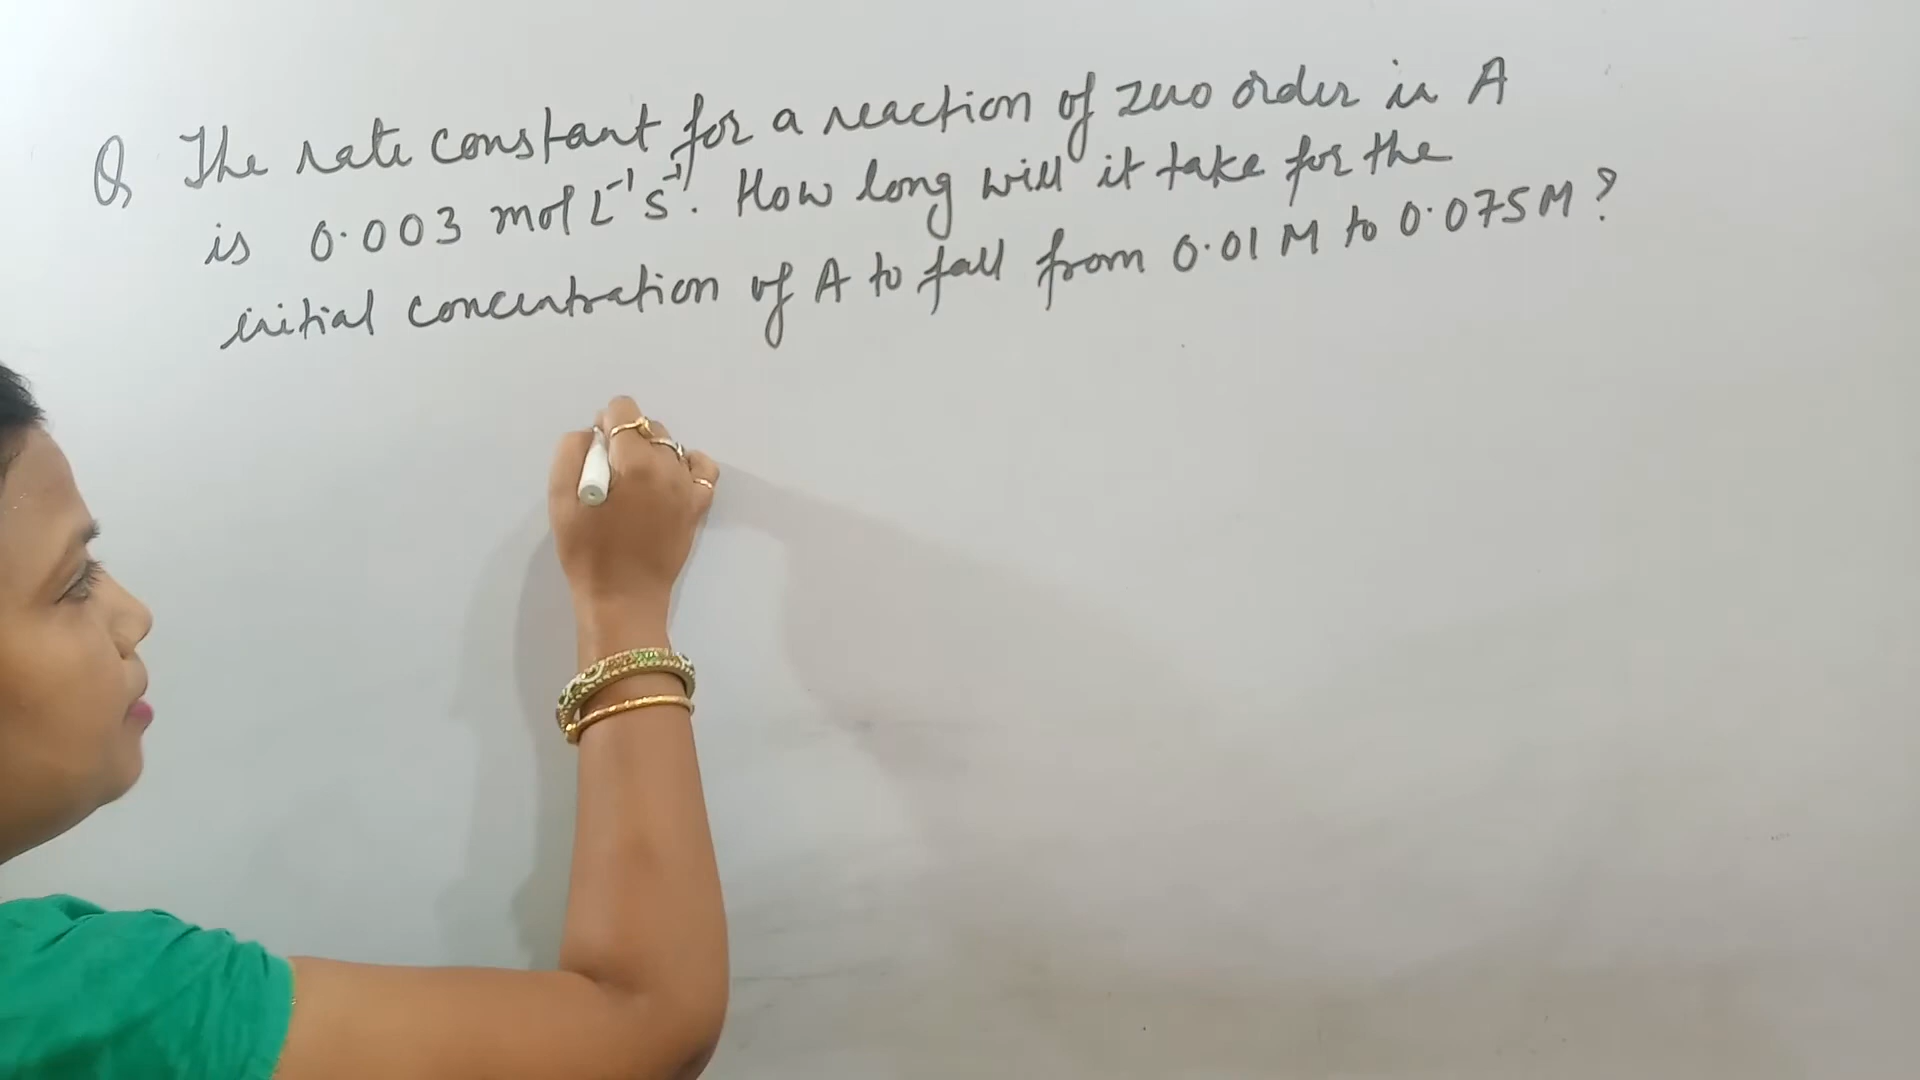 Q The rate constant for a reaction of zero order in A
is 0.003 mol L⁻¹ s⁻¹. How long will it take for the
initial concentration of A to fall from 0.01 M to 0.075 M ?